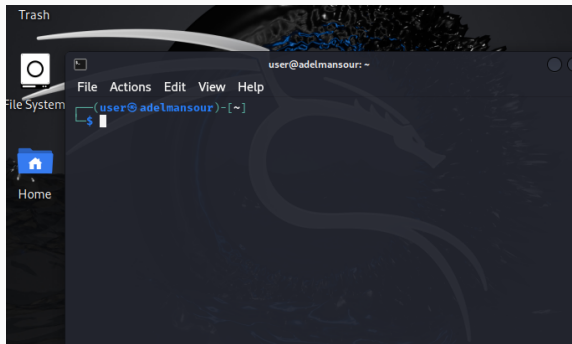 Trash
user@adelmansour: ~
File Actions Edit View Help
File System
┌──(user㉿adelmansour)-[~]
└─$
Home